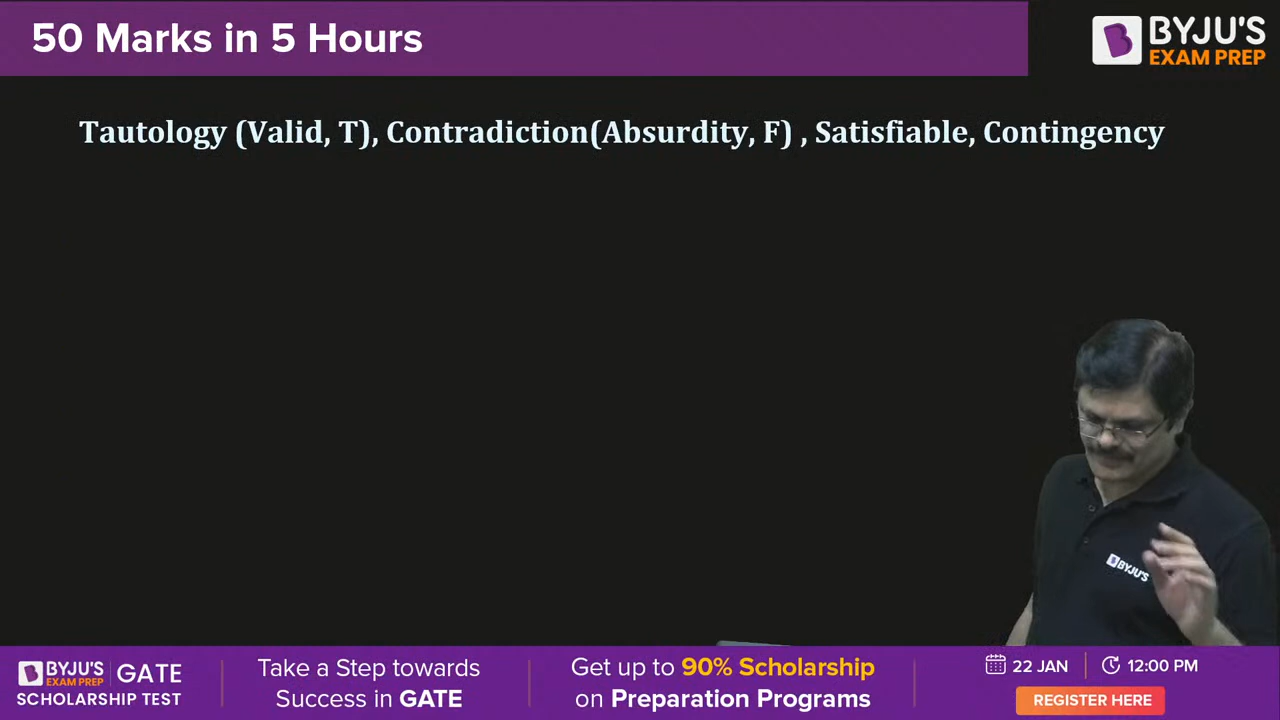 50 Marks in 5 Hours
BYJU'S
EXAM PREP
Tautology (Valid, T), Contradiction(Absurdity, F) , Satisfiable, Contingency
BYJU'S
BYJU'S
EXAM PREP
GATE
SCHOLARSHIP TEST
Take a Step towards
Success in GATE
Get up to 90% Scholarship
on Preparation Programs
22 JAN
12:00 PM
REGISTER HERE